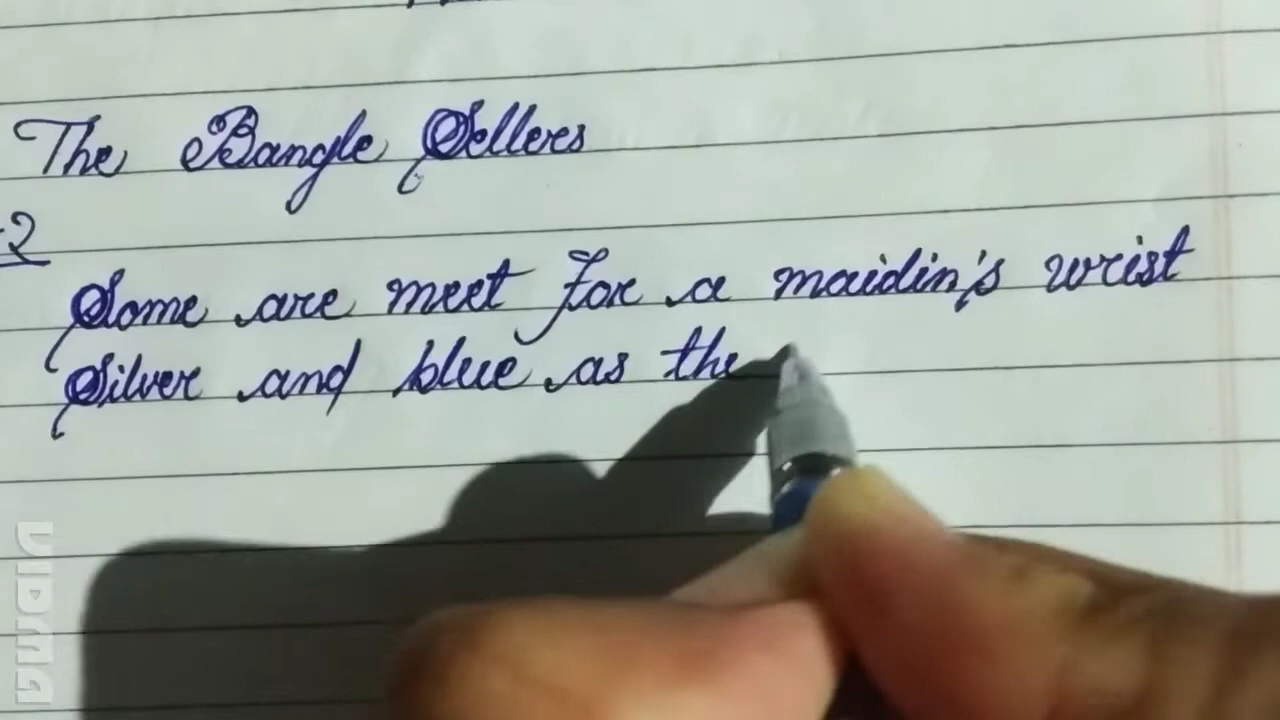 The Bangle Sellers
-2
Some are meet for a maidin's wrist
Silver and blue as the